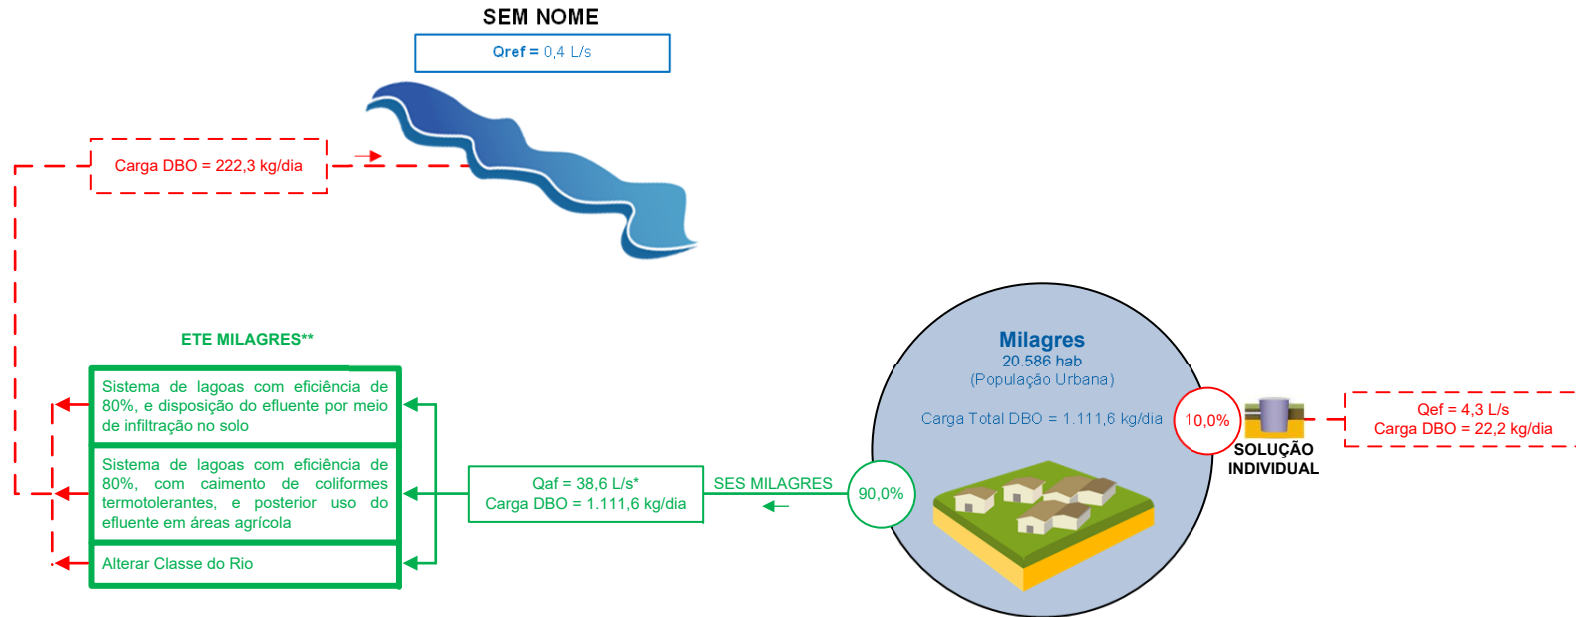 SEM NOME
Qref = 0,4 L/s
Carga DBO = 222,3 kg/dia
ETE MILAGRES**
Sistema de lagoas com eficiência de
80%, e disposição do efluente por meio
de infiltração no solo
Sistema de lagoas com eficiência de
80%, com caimento de coliformes
termotolerantes, e posterior uso do
efluente em áreas agrícola
Alterar Classe do Rio
Qaf = 38,6 L/s*
Carga DBO = 1.111,6 kg/dia
SES MILAGRES
90,0%
Milagres
20.586 hab
(População Urbana)
Carga Total DBO = 1.111,6 kg/dia
10,0%
SOLUÇÃO
INDIVIDUAL
Qef = 4,3 L/s
Carga DBO = 22,2 kg/dia